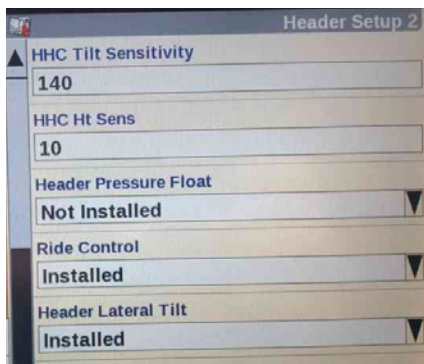 Header Setup 2
HHC Tilt Sensitivity
140
HHC Ht Sens
10
Header Pressure Float
Not Installed
Ride Control
Installed
Header Lateral Tilt
Installed